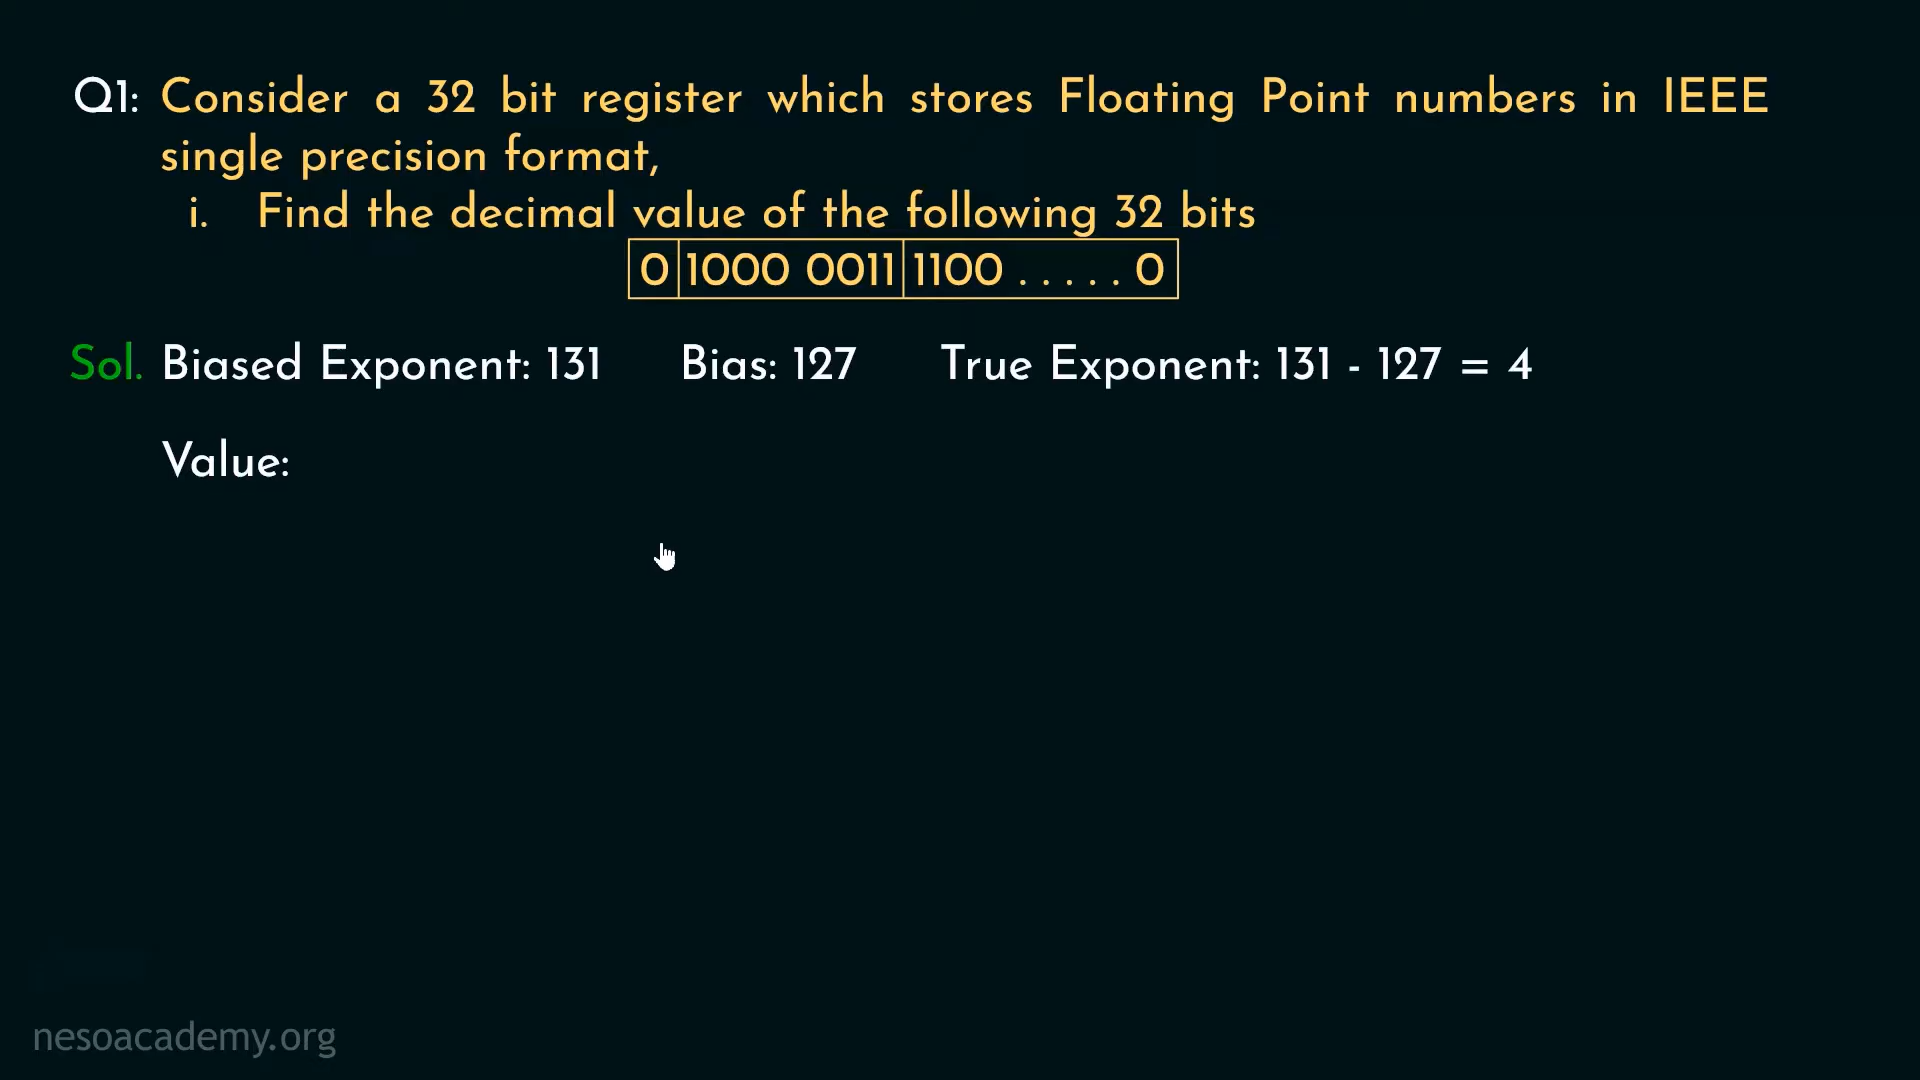 Q1: Consider a 32 bit register which stores Floating Point numbers in IEEE
single precision format,
i. Find the decimal value of the following 32 bits
0 1000 0011 1100 . . . . . 0
Sol. Biased Exponent: 131 Bias: 127 True Exponent: 131 - 127 = 4
Value:
nesoacademy.org